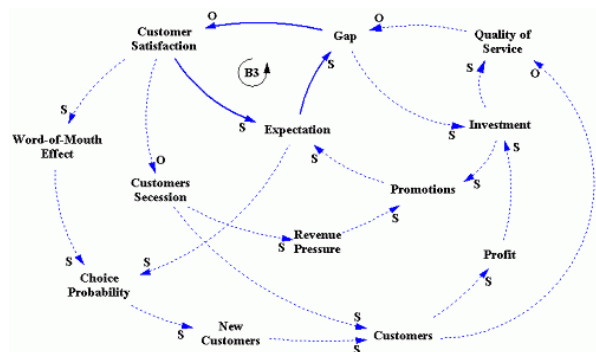 Customer
Satisfaction
O
Gap
O
Quality of
Service
B3
S
S
O
S
S
Word-of-Mouth
Effect
S
Expectation
S
Investment
S
S
O
S
Customers
Secession
Promotions
S
Revenue
Pressure
S
S
Profit
S
S
S
Choice
Probability
S
New
Customers
S
S
Customers